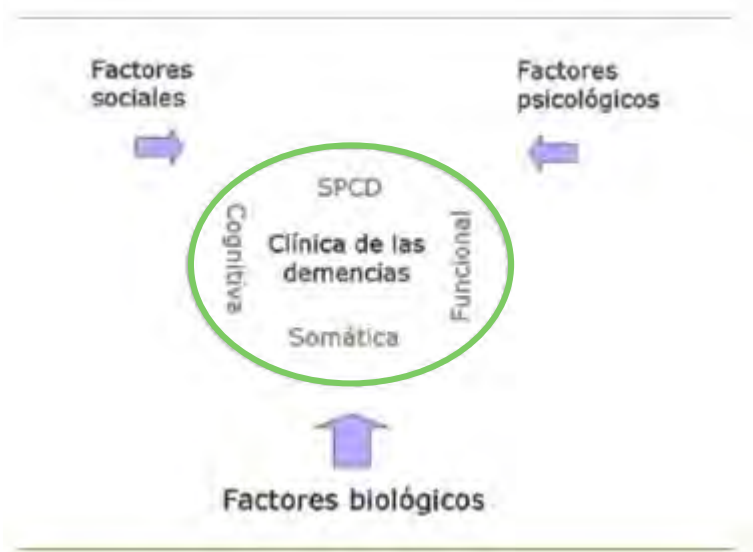 Factores
sociales
Factores
psicológicos
SPCD
Cognitiva
Clínica de las
demencias
Funcional
Somática
Factores biológicos